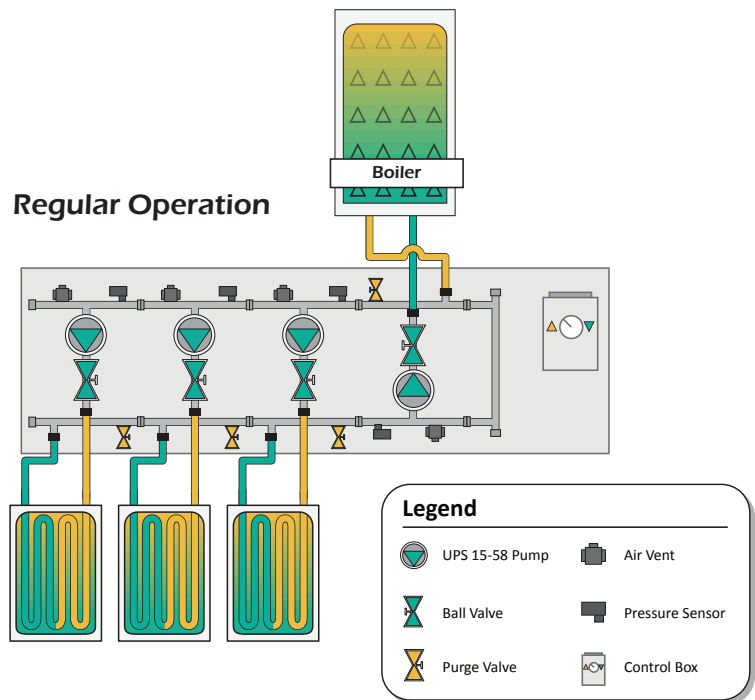 Boiler
Regular Operation
Legend
UPS 15-58 Pump
Air Vent
Ball Valve
Pressure Sensor
Purge Valve
Control Box